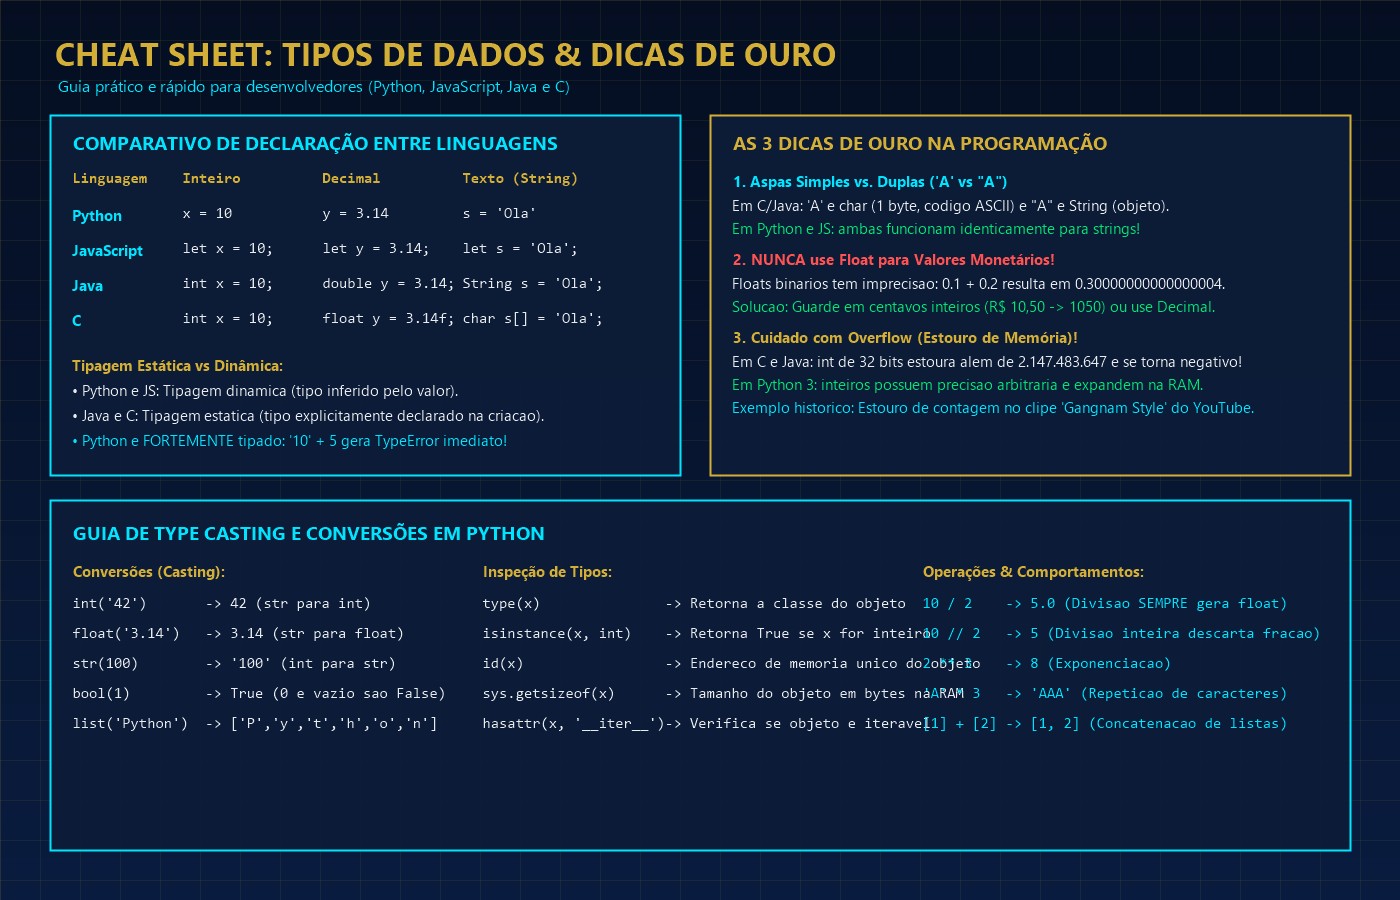 CHEAT SHEET: TIPOS DE DADOS & DICAS DE OURO
Guia prático e rápido para desenvolvedores (Python, JavaScript, Java e C)
COMPARATIVO DE DECLARAÇÃO ENTRE LINGUAGENS
Linguagem Inteiro Decimal Texto (String)
Python x = 10 y = 3.14 s = 'Ola'
JavaScript let x = 10; let y = 3.14; let s = 'Ola';
Java int x = 10; double y = 3.14; String s = 'Ola';
C int x = 10; float y = 3.14f; char s[] = 'Ola';
Tipagem Estática vs Dinâmica:
• Python e JS: Tipagem dinamica (tipo inferido pelo valor).
• Java e C: Tipagem estatica (tipo explicitamente declarado na criacao).
• Python e FORTEMENTE tipado: '10' + 5 gera TypeError imediato!
AS 3 DICAS DE OURO NA PROGRAMAÇÃO
1. Aspas Simples vs. Duplas ('A' vs "A")
Em C/Java: 'A' e char (1 byte, codigo ASCII) e "A" e String (objeto).
Em Python e JS: ambas funcionam identicamente para strings!
2. NUNCA use Float para Valores Monetários!
Floats binarios tem imprecisao: 0.1 + 0.2 resulta em 0.30000000000000004.
Solucao: Guarde em centavos inteiros (R$ 10,50 -> 1050) ou use Decimal.
3. Cuidado com Overflow (Estouro de Memória)!
Em C e Java: int de 32 bits estoura alem de 2.147.483.647 e se torna negativo!
Em Python 3: inteiros possuem precisao arbitraria e expandem na RAM.
Exemplo historico: Estouro de contagem no clipe 'Gangnam Style' do YouTube.
GUIA DE TYPE CASTING E CONVERSÕES EM PYTHON
Conversões (Casting):
int('42') -> 42 (str para int)
float('3.14') -> 3.14 (str para float)
str(100) -> '100' (int para str)
bool(1) -> True (0 e vazio sao False)
list('Python') -> ['P','y','t','h','o','n']
Inspeção de Tipos:
type(x) -> Retorna a classe do objeto
isinstance(x, int) -> Retorna True se x for inteiro
id(x) -> Endereco de memoria unico do objeto
sys.getsizeof(x) -> Tamanho do objeto em bytes na RAM
hasattr(x, '__iter__')-> Verifica se objeto e iteravel
Operações & Comportamentos:
10 / 2 -> 5.0 (Divisao SEMPRE gera float)
10 // 2 -> 5 (Divisao inteira descarta fracao)
2 ** 3 -> 8 (Exponenciacao)
'A' * 3 -> 'AAA' (Repeticao de caracteres)
[1] + [2] -> [1, 2] (Concatenacao de listas)